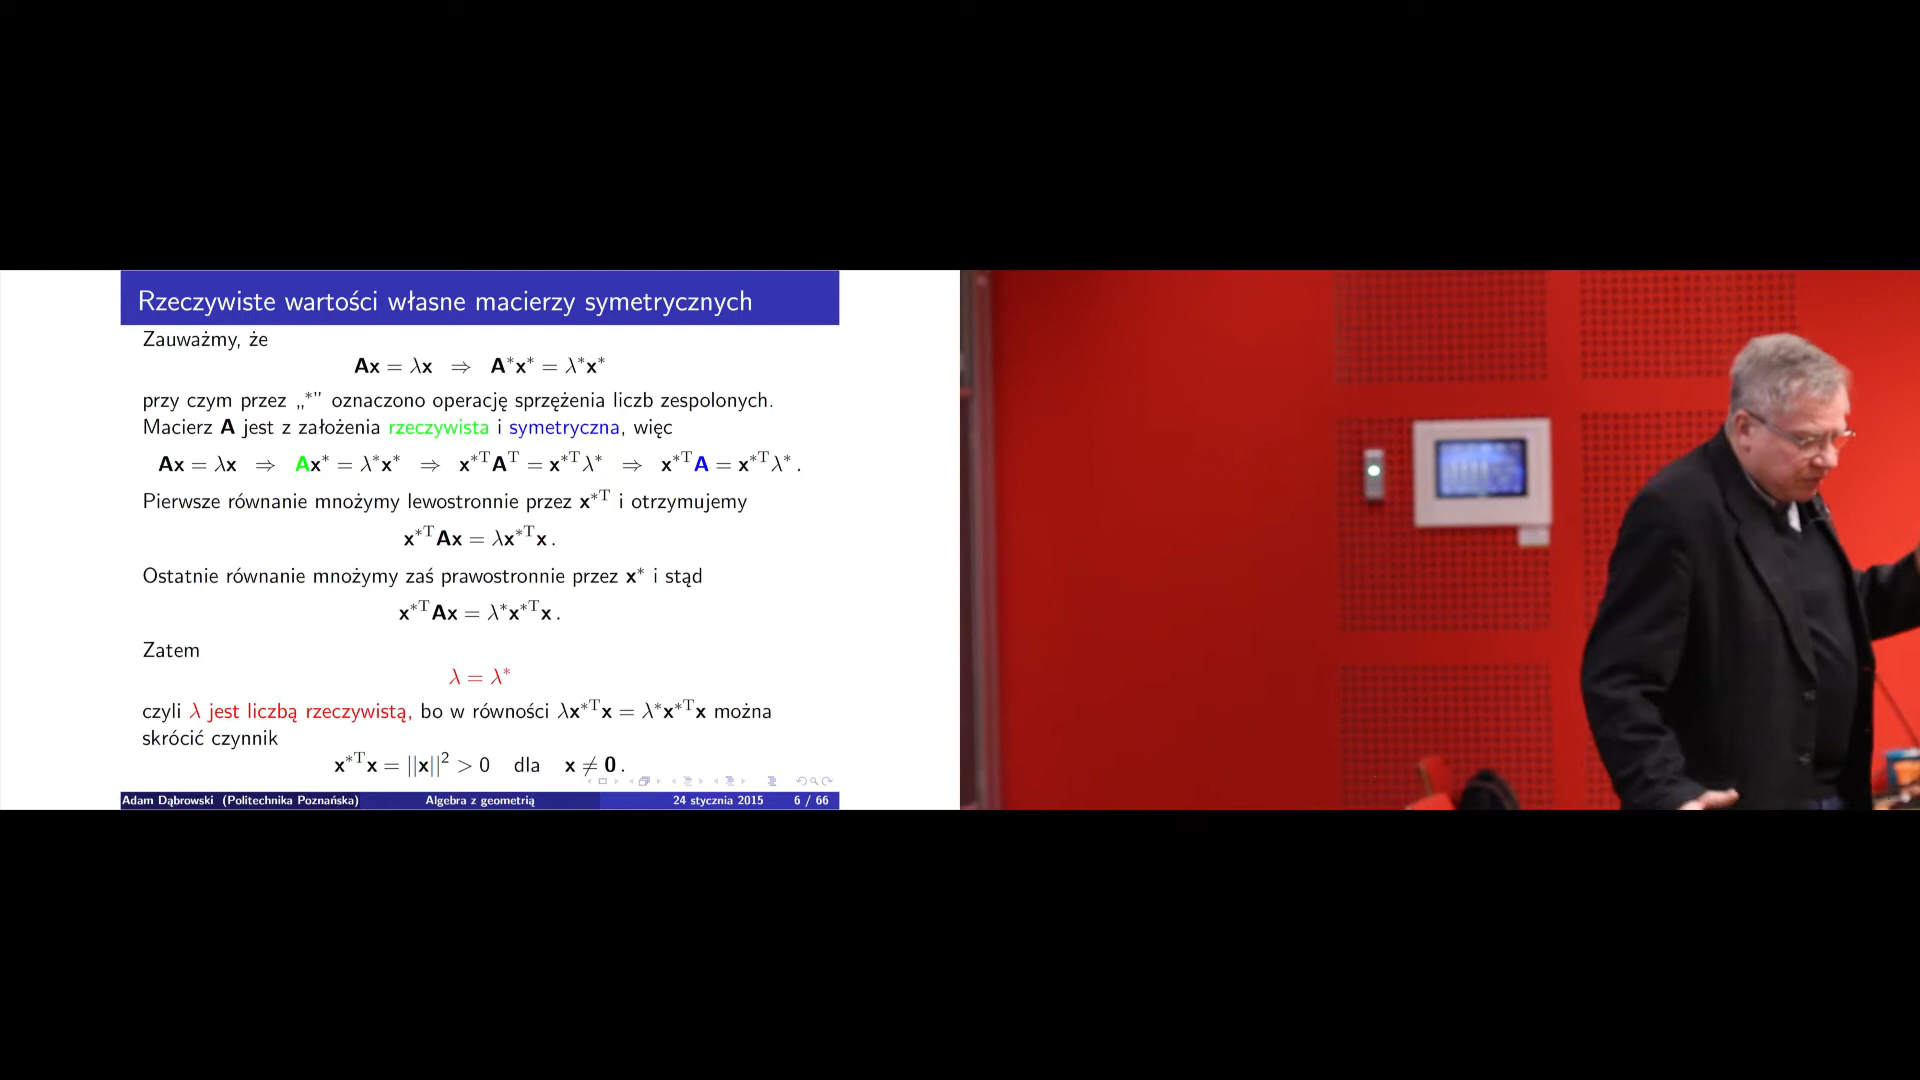 Rzeczywiste wartości własne macierzy symetrycznych
Zauważmy, że
Ax = λx ⇒ A*x* = λ*x*
przy czym przez „*” oznaczono operację sprzężenia liczb zespolonych.
Macierz A jest z założenia rzeczywista i symetryczna, więc
Ax = λx ⇒ Ax* = λ*x* ⇒ x*ᵀAᵀ = x*ᵀλ* ⇒ x*ᵀA = x*ᵀλ* .
Pierwsze równanie mnożymy lewostronnie przez x*ᵀ i otrzymujemy
x*ᵀAx = λx*ᵀx .
Ostatnie równanie mnożymy zaś prawostronnie przez x* i stąd
x*ᵀAx = λ*x*ᵀx .
Zatem
λ = λ*
czyli λ jest liczbą rzeczywistą, bo w równości λx*ᵀx = λ*x*ᵀx można
skrócić czynnik
x*ᵀx = ||x||² > 0 dla x ≠ 0 .
Adam Dąbrowski (Politechnika Poznańska) Algebra z geometrią 24 stycznia 2015 6 / 66